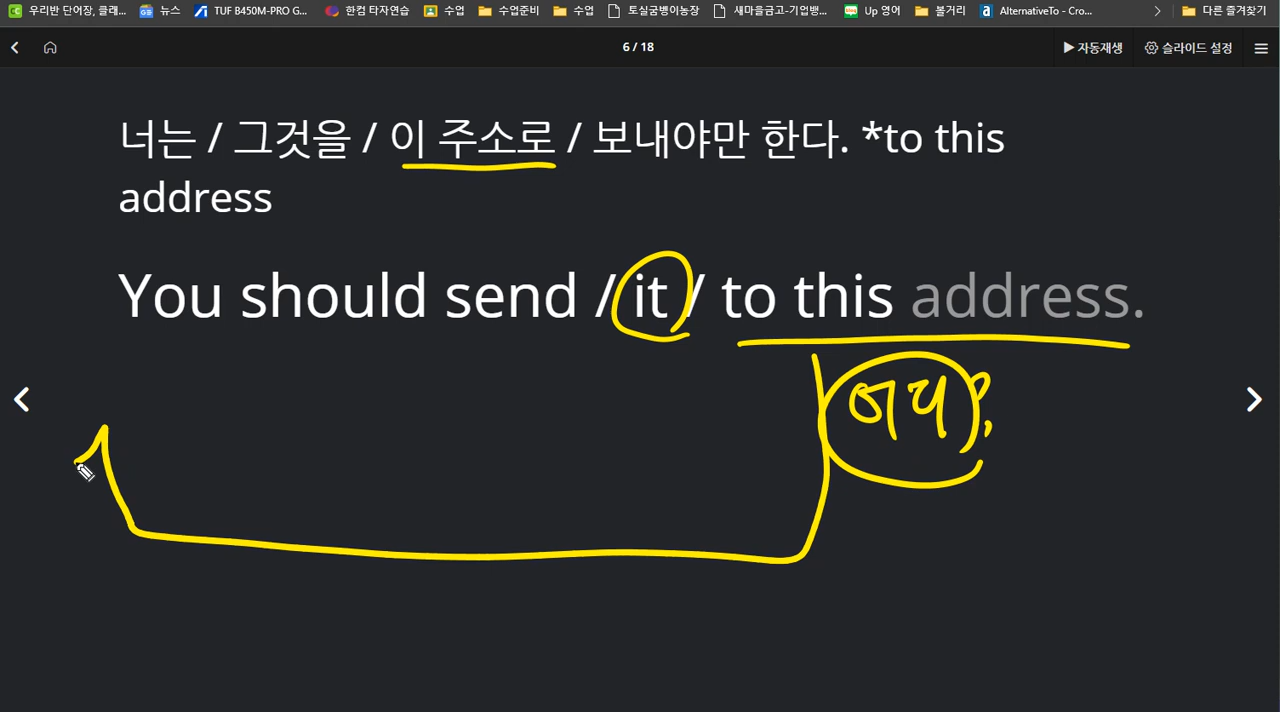 우리반 단어장, 클래... 뉴스 TUF B450M-PRO G... 한컴 타자연습 수업 수업준비 수업 토실굼벵이농장 새마을금고-기업뱅... Up 영어 볼거리 AlternativeTo - Cro... 다른 즐겨찾기
6 / 18 자동재생 슬라이드 설정
너는 / 그것을 / 이 주소로 / 보내야만 한다. *to this
address
You should send / it / to this address.